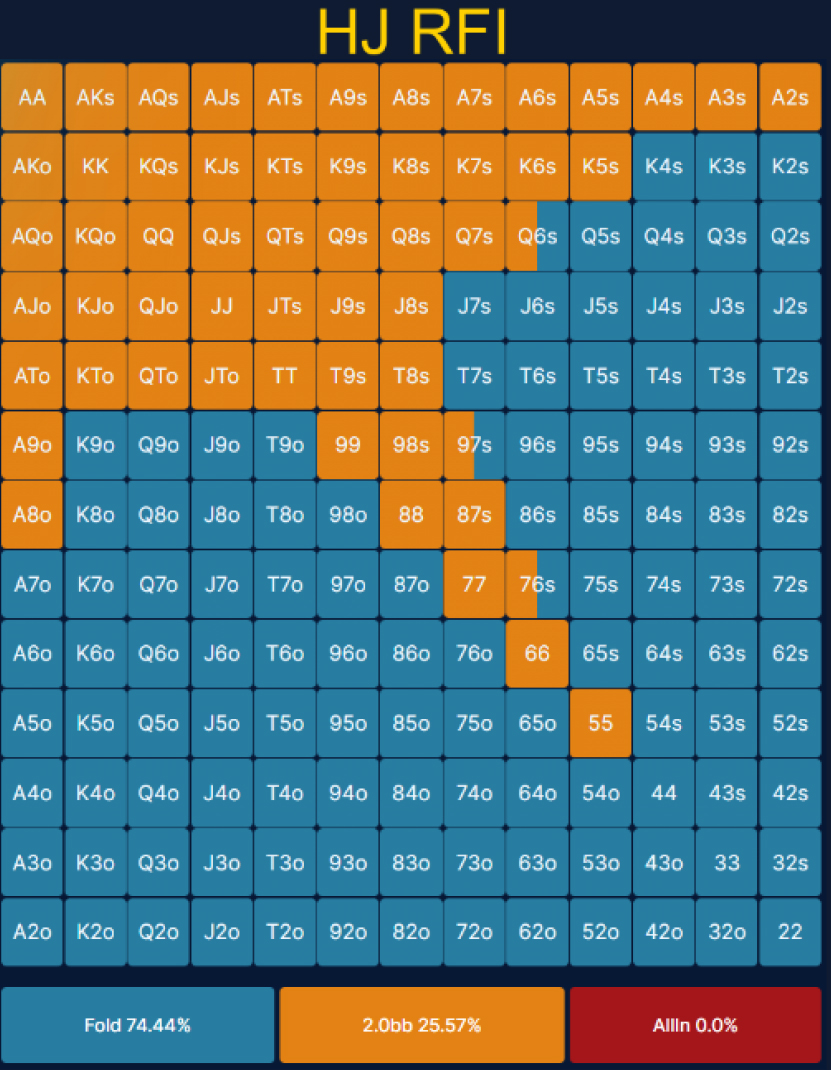 HJ RFI
AA AKs AQs AJs ATs A9s A8s A7s A6s A5s A4s A3s A2s
AKo KK KQs KJs KTs K9s K8s K7s K6s K5s K4s K3s K2s
AQo KQo QQ QJs QTs Q9s Q8s Q7s Q6s Q5s Q4s Q3s Q2s
AJo KJo QJo JJ JTs J9s J8s J7s J6s J5s J4s J3s J2s
ATo KTo QTo JTo TT T9s T8s T7s T6s T5s T4s T3s T2s
A9o K9o Q9o J9o T9o 99 98s 97s 96s 95s 94s 93s 92s
A8o K8o Q8o J8o T8o 98o 88 87s 86s 85s 84s 83s 82s
A7o K7o Q7o J7o T7o 97o 87o 77 76s 75s 74s 73s 72s
A6o K6o Q6o J6o T6o 96o 86o 76o 66 65s 64s 63s 62s
A5o K5o Q5o J5o T5o 95o 85o 75o 65o 55 54s 53s 52s
A4o K4o Q4o J4o T4o 94o 84o 74o 64o 54o 44 43s 42s
A3o K3o Q3o J3o T3o 93o 83o 73o 63o 53o 43o 33 32s
A2o K2o Q2o J2o T2o 92o 82o 72o 62o 52o 42o 32o 22
Fold 74.44% 2.0bb 25.57% AllIn 0.0%